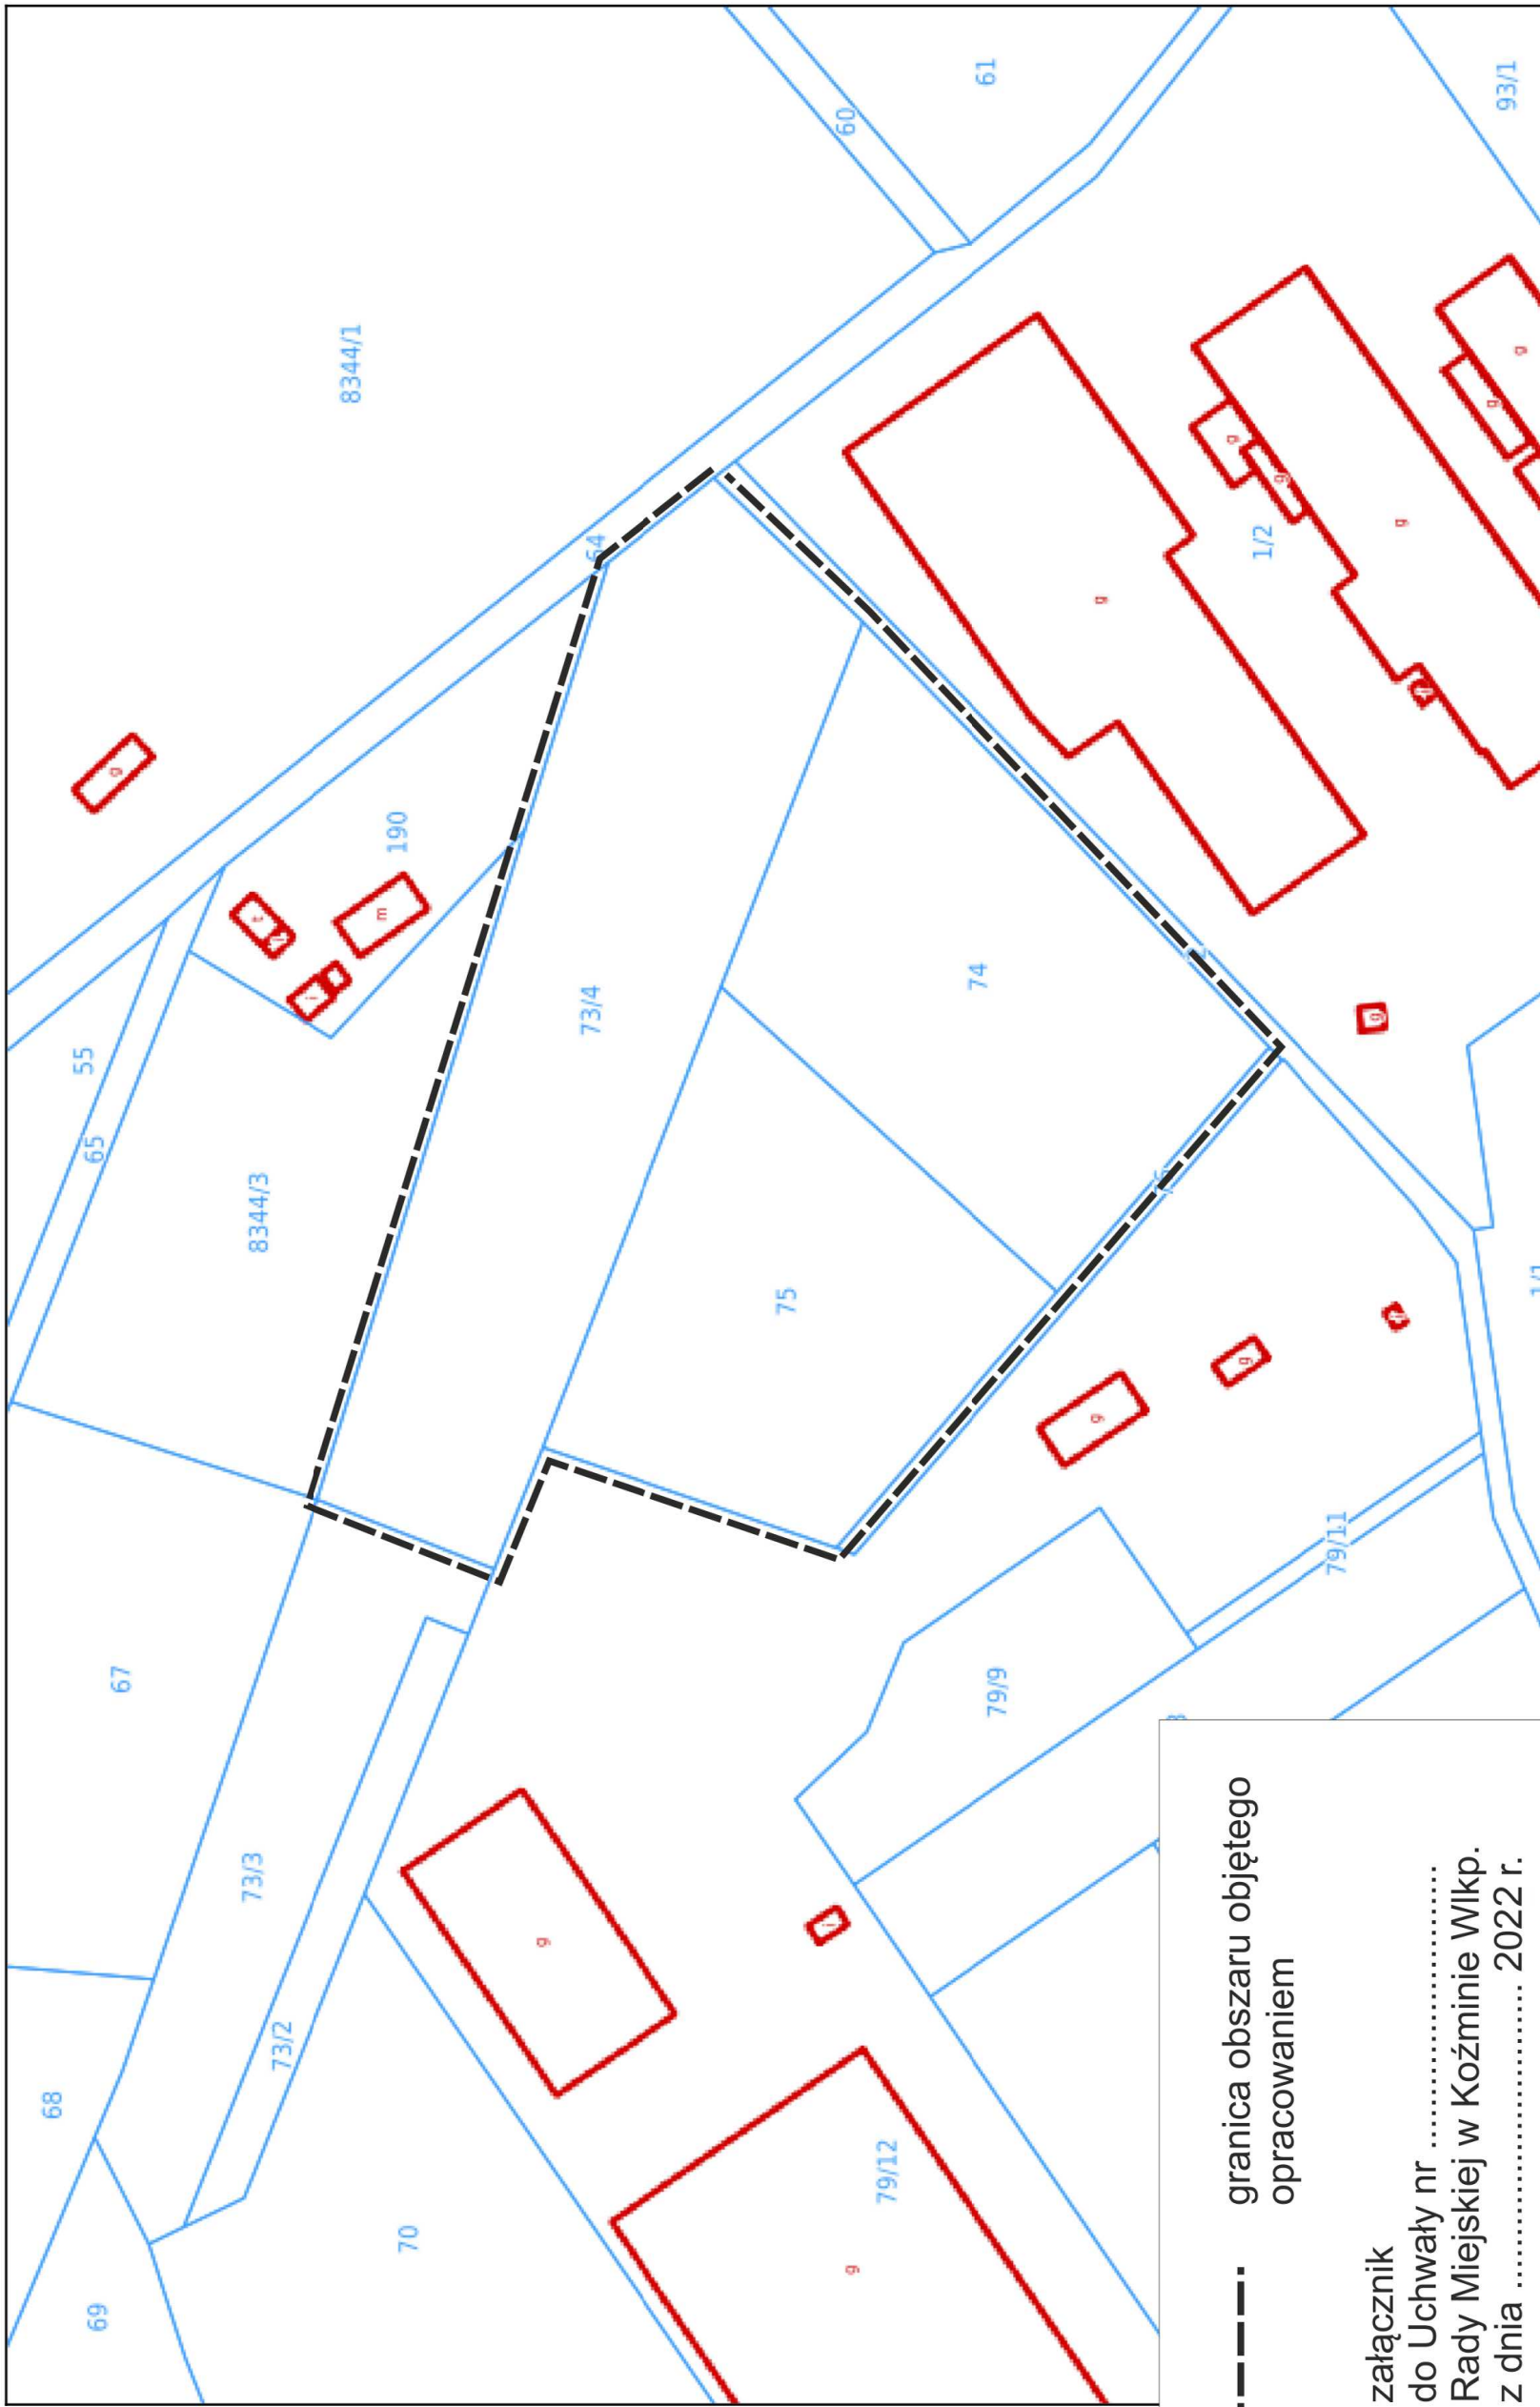 69
68
67
8344/3
65
55
190
8344/1
70
73/2
73/3
73/4
64
75
74
60
61
79/12
79/9
79/11
1/2
93/1
g
t
i
m
g
g
g
g
g
g
g
g
g
g
g
i
granica obszaru objętego
opracowaniem
załącznik
do Uchwały nr ........................................
Rady Miejskiej w Koźminie Wlkp.
z dnia ........................................ 2022 r.